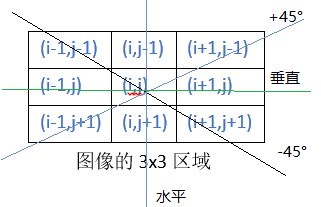 +45°
(i-1,j-1) (i,j-1) (i+1,j-1)
(i-1,j) (i,j) (i+1,j) 垂直
(i-1,j+1) (i,j+1) (i+1,j+1)
-45°
图像的 3x3 区域
水平